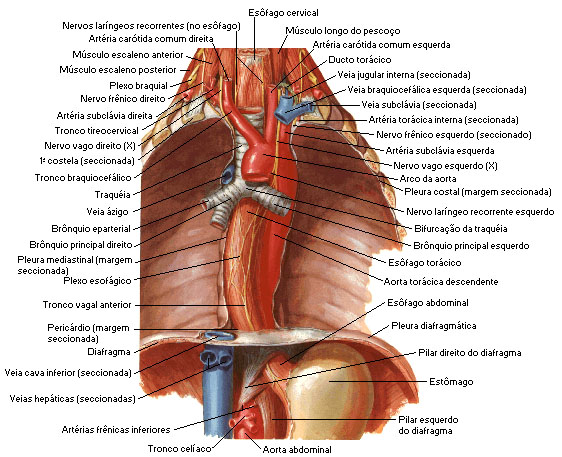 Esôfago cervical
Nervos laríngeos recorrentes (no esôfago)
Artéria carótida comum direita
Músculo escaleno anterior
Músculo escaleno posterior
Plexo braquial
Nervo frênico direito
Artéria subclávia direita
Tronco tireocervical
Nervo vago direito (X)
1ª costela (seccionada)
Tronco braquiocefálico
Traquéia
Veia ázigo
Brônquio eparterial
Brônquio principal direito
Pleura mediastinal (margem
seccionada)
Plexo esofágico
Tronco vagal anterior
Pericárdio (margem
seccionada)
Diafragma
Veia cava inferior (seccionada)
Veias hepáticas (seccionadas)
Artérias frênicas inferiores
Tronco celíaco
Músculo longo do pescoço
Artéria carótida comum esquerda
Ducto torácico
Veia jugular interna (seccionada)
Veia braquiocefálica esquerda (seccionada)
Veia subclávia (seccionada)
Artéria torácica interna (seccionada)
Nervo frênico esquerdo (seccionado)
Artéria subclávia esquerda
Nervo vago esquerdo (X)
Arco da aorta
Pleura costal (margem seccionada)
Nervo laríngeo recorrente esquerdo
Bifurcação da traquéia
Brônquio principal esquerdo
Esôfago torácico
Aorta torácica descendente
Esôfago abdominal
Pleura diafragmática
Pilar direito do diafragma
Estômago
Pilar esquerdo
do diafragma
Aorta abdominal